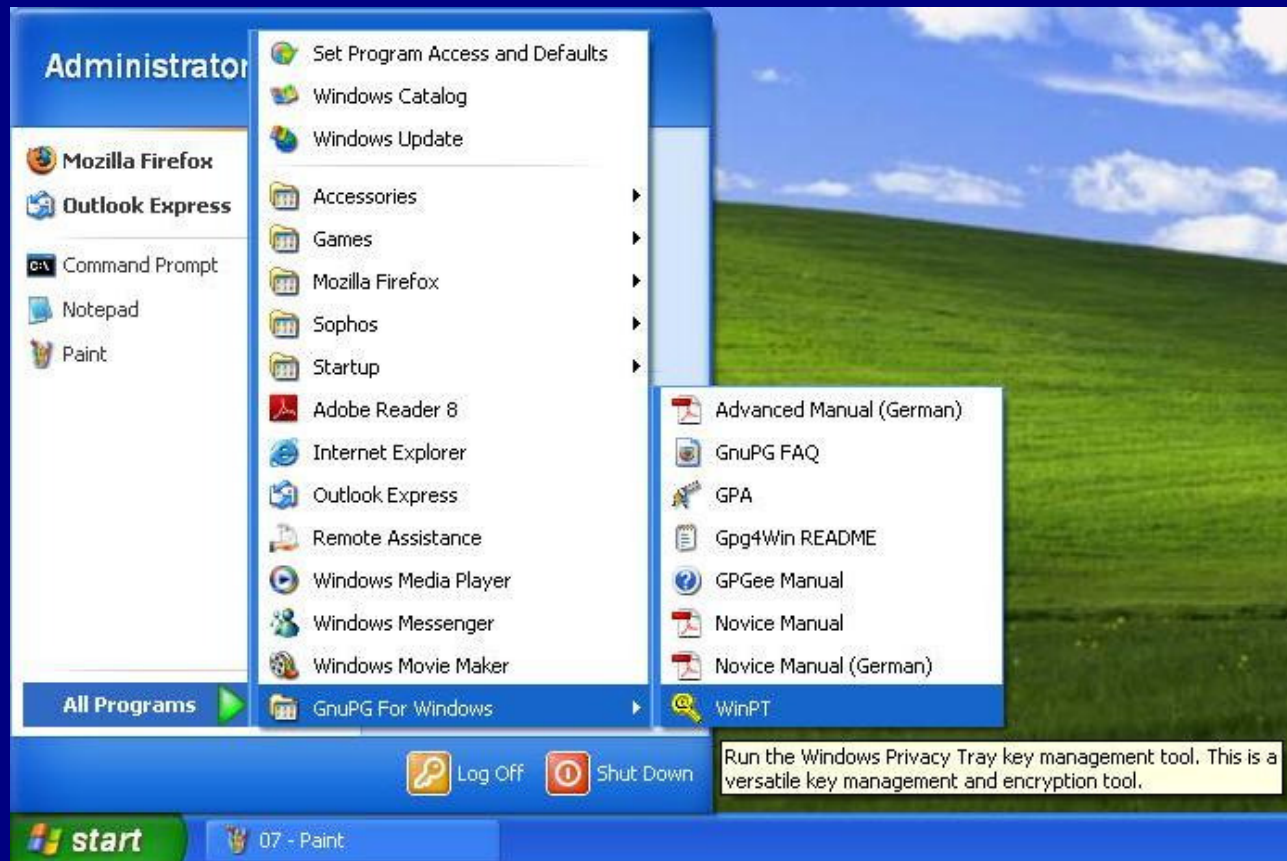 Administrator
Mozilla Firefox
Outlook Express
Command Prompt
Notepad
Paint
All Programs
Set Program Access and Defaults
Windows Catalog
Windows Update
Accessories
Games
Mozilla Firefox
Sophos
Startup
Adobe Reader 8
Internet Explorer
Outlook Express
Remote Assistance
Windows Media Player
Windows Messenger
Windows Movie Maker
GnuPG For Windows
Advanced Manual (German)
GnuPG FAQ
GPA
Gpg4Win README
GPGee Manual
Novice Manual
Novice Manual (German)
WinPT
Run the Windows Privacy Tray key management tool. This is a
versatile key management and encryption tool.
Log Off
Shut Down
start
07 - Paint